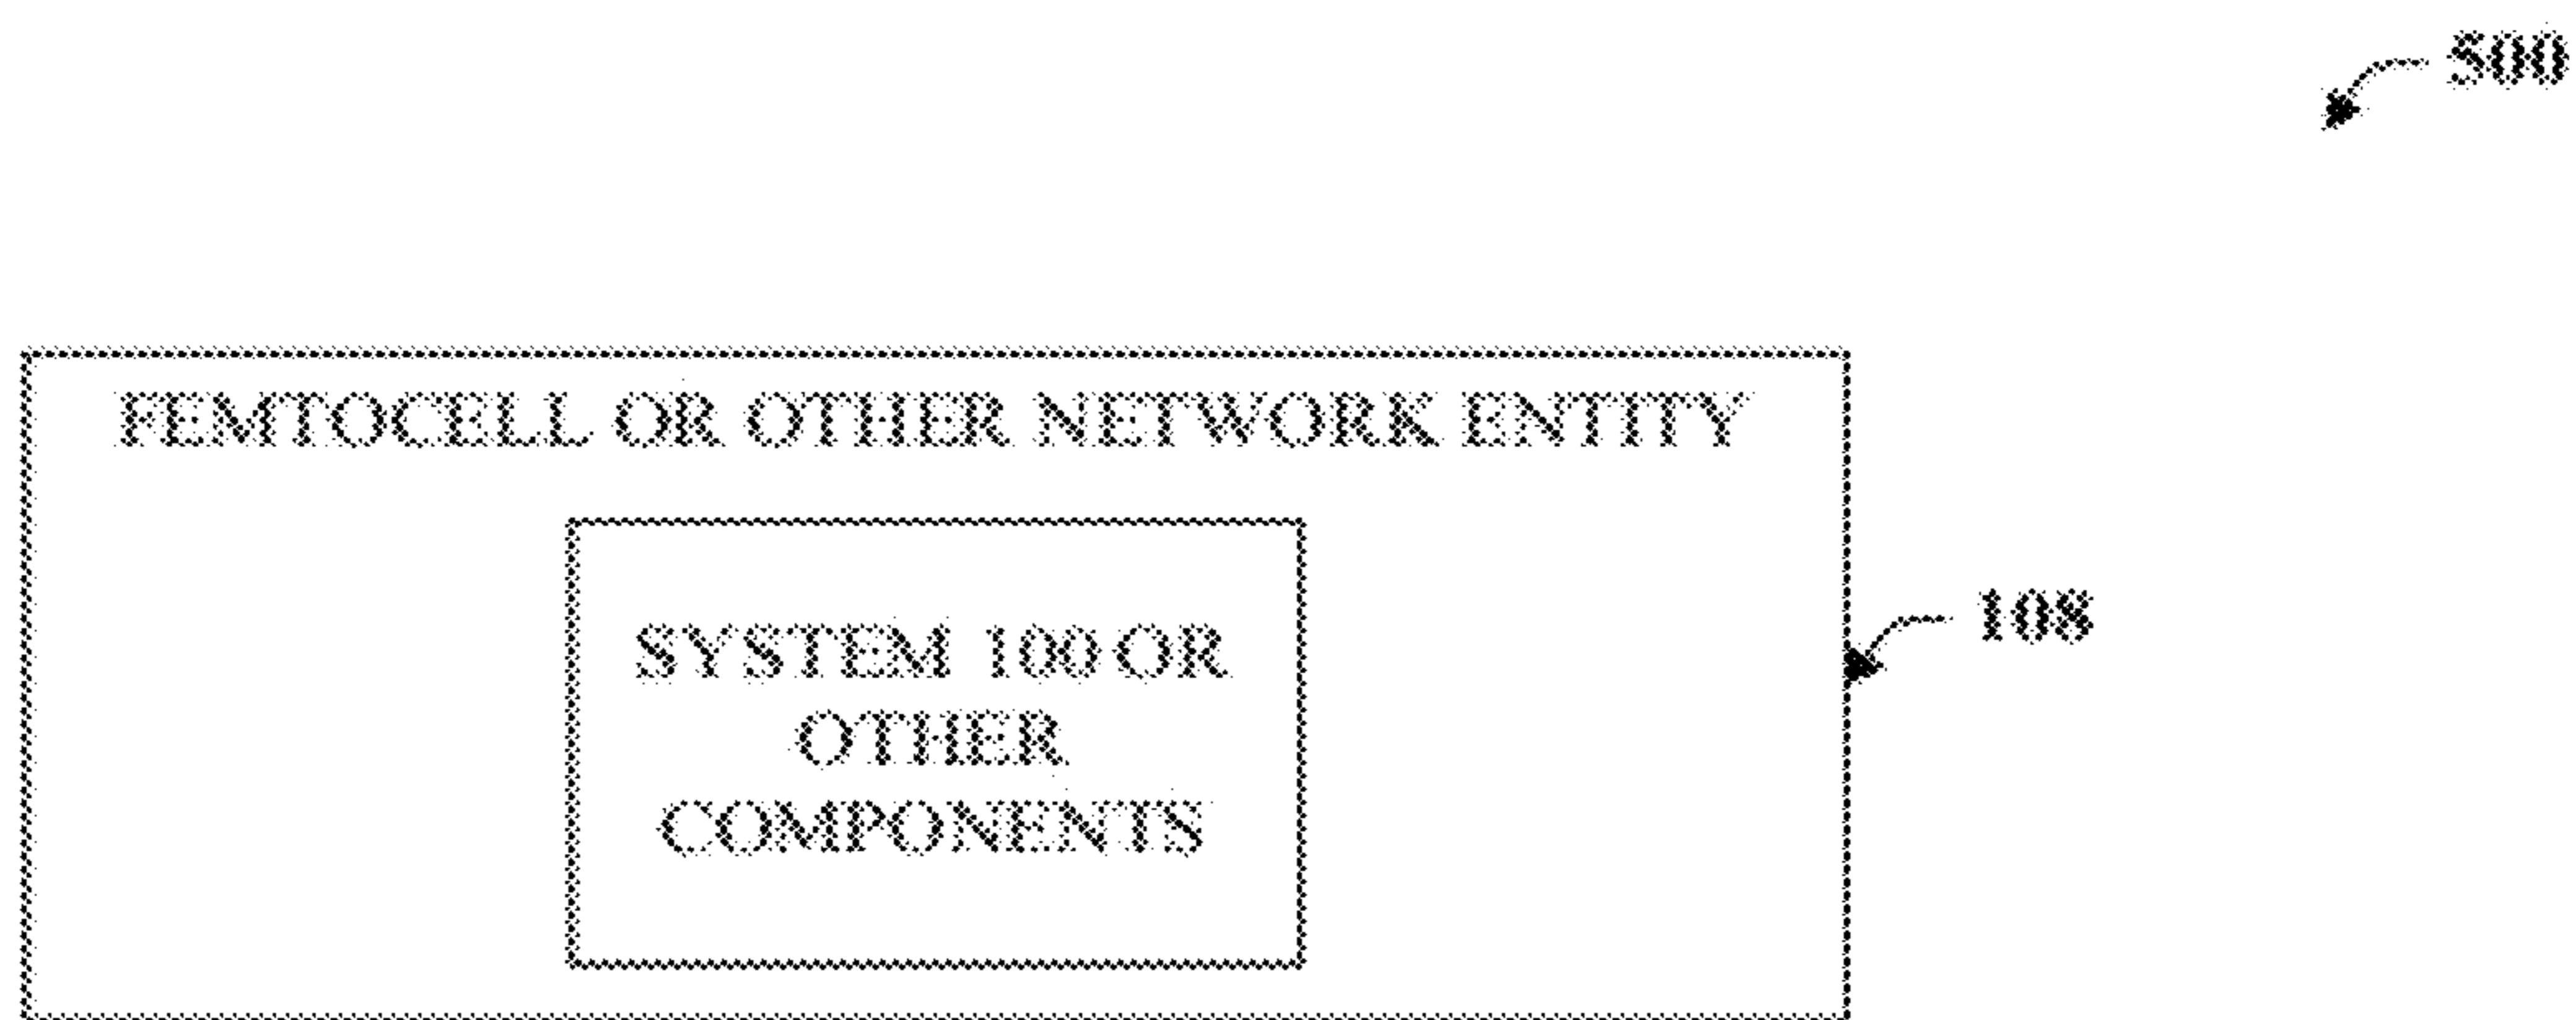 500
FEMTOCELL OR OTHER NETWORK ENTITY
SYSTEM 100 OR
OTHER
COMPONENTS
108